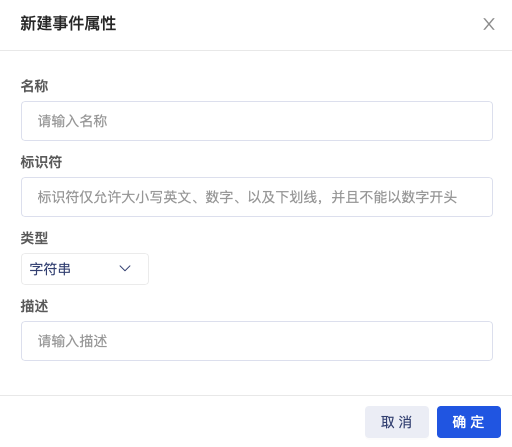 新建事件属性
名称
请输入名称
标识符
标识符仅允许大小写英文、数字、以及下划线，并且不能以数字开头
类型
字符串
描述
请输入描述
取 消
确 定